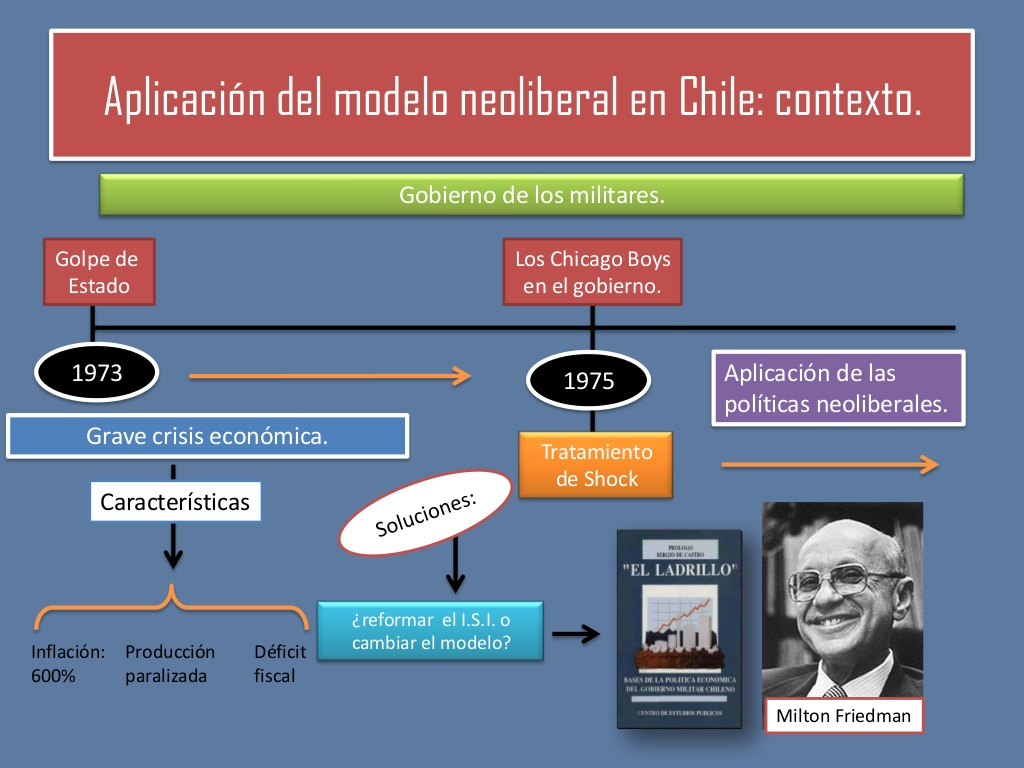 Aplicación del modelo neoliberal en Chile: contexto.
Gobierno de los militares.
Golpe de
Estado
Los Chicago Boys
en el gobierno.
1973
1975
Aplicación de las
políticas neoliberales.
Grave crisis económica.
Tratamiento
de Shock
Características
Soluciones:
¿reformar el I.S.I. o
cambiar el modelo?
Inflación:
600%
Producción
paralizada
Déficit
fiscal
PROLOGO
SERGIO DE CASTRO
"EL LADRILLO"
BASES DE LA POLITICA ECONOMICA
DEL GOBIERNO MILITAR CHILENO
CENTRO DE ESTUDIOS PUBLICOS
Milton Friedman